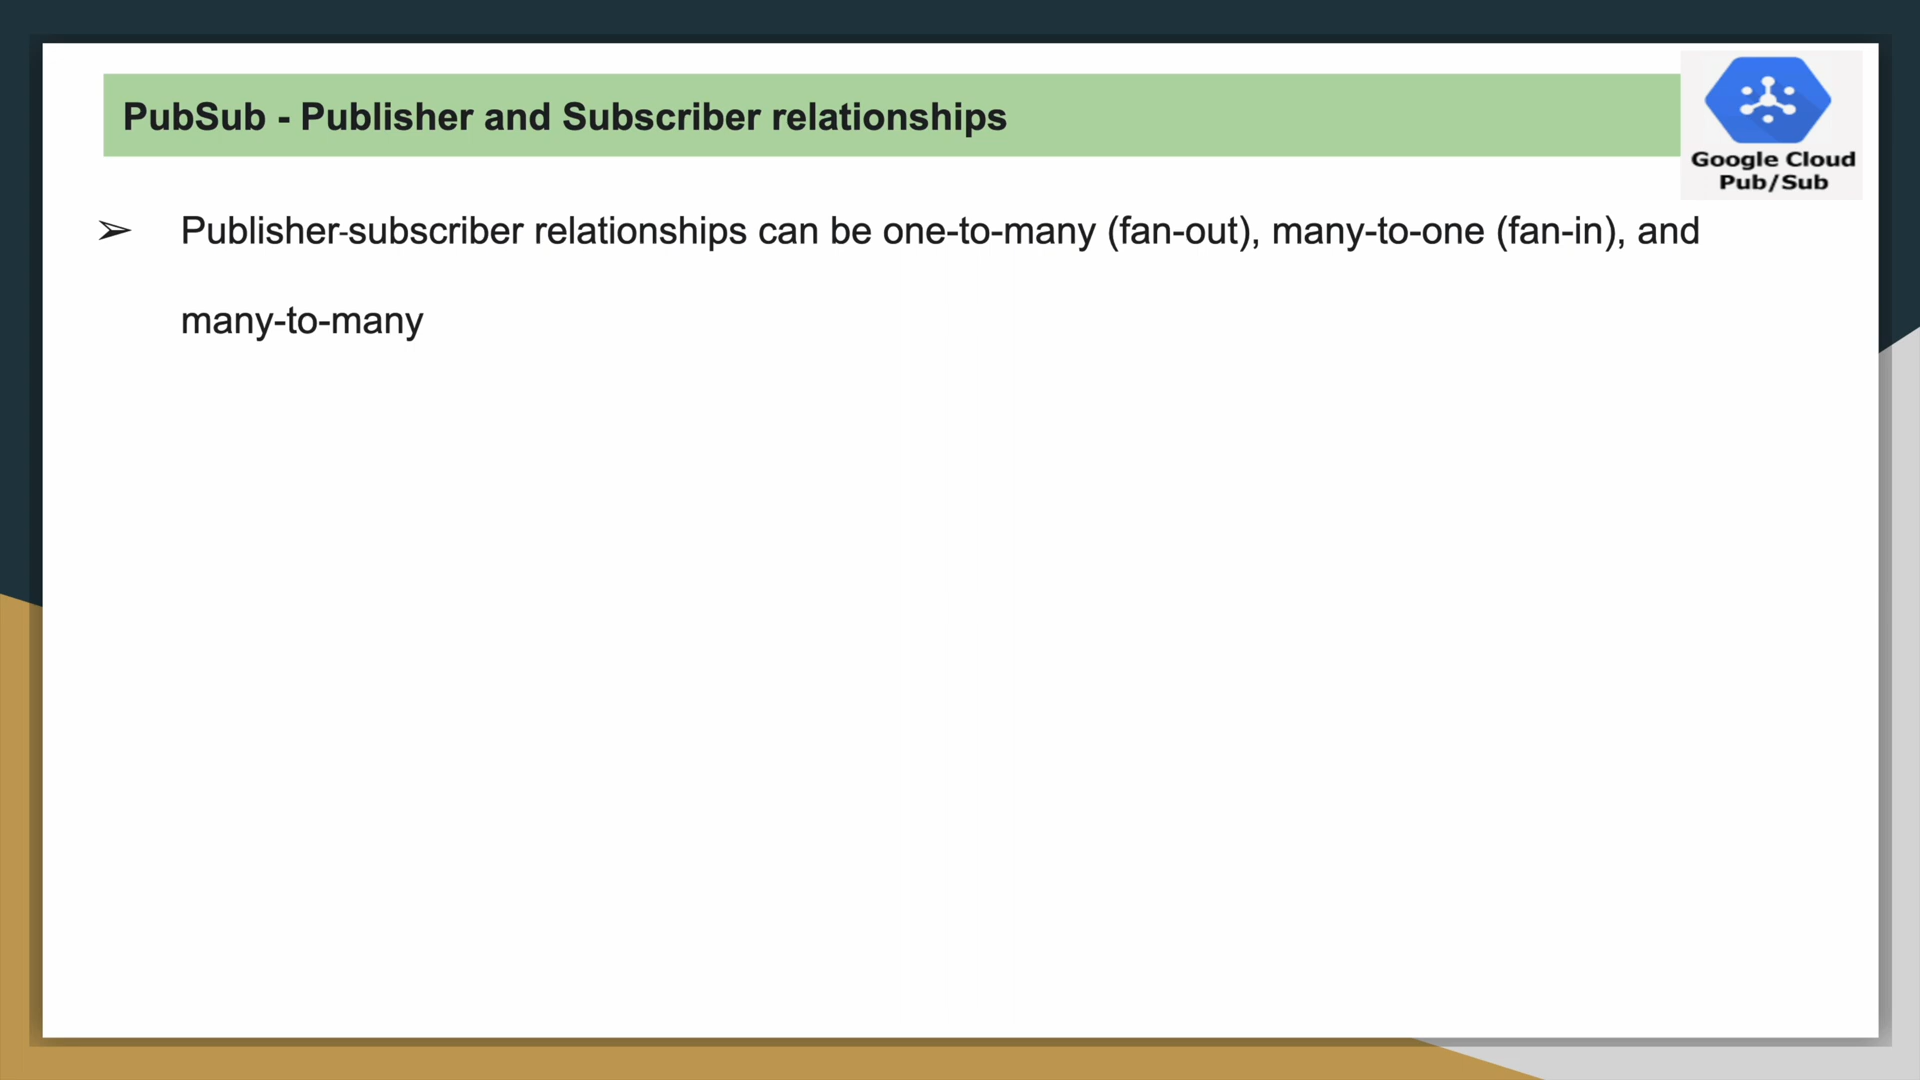 PubSub - Publisher and Subscriber relationships
Google Cloud
Pub/Sub
➢ Publisher-subscriber relationships can be one-to-many (fan-out), many-to-one (fan-in), and
many-to-many